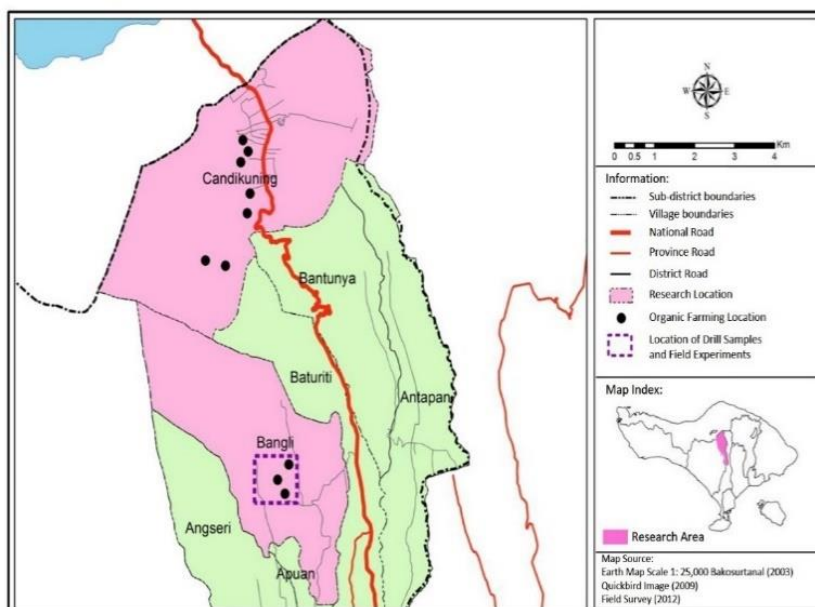 Candikuning
Bantunya
Baturiti
Antapan
Bangli
Angseri
Apuan
N
W E
S
Km
0 0.5 1 2 3 4
Information:
Sub-district boundaries
Village boundaries
National Road
Province Road
District Road
Research Location
Organic Farming Location
Location of Drill Samples
and Field Experiments
Map Index:
Research Area
Map Source:
Earth Map Scale 1: 25,000 Bakosurtanal (2003)
Quickbird Image (2009)
Field Survey (2012)